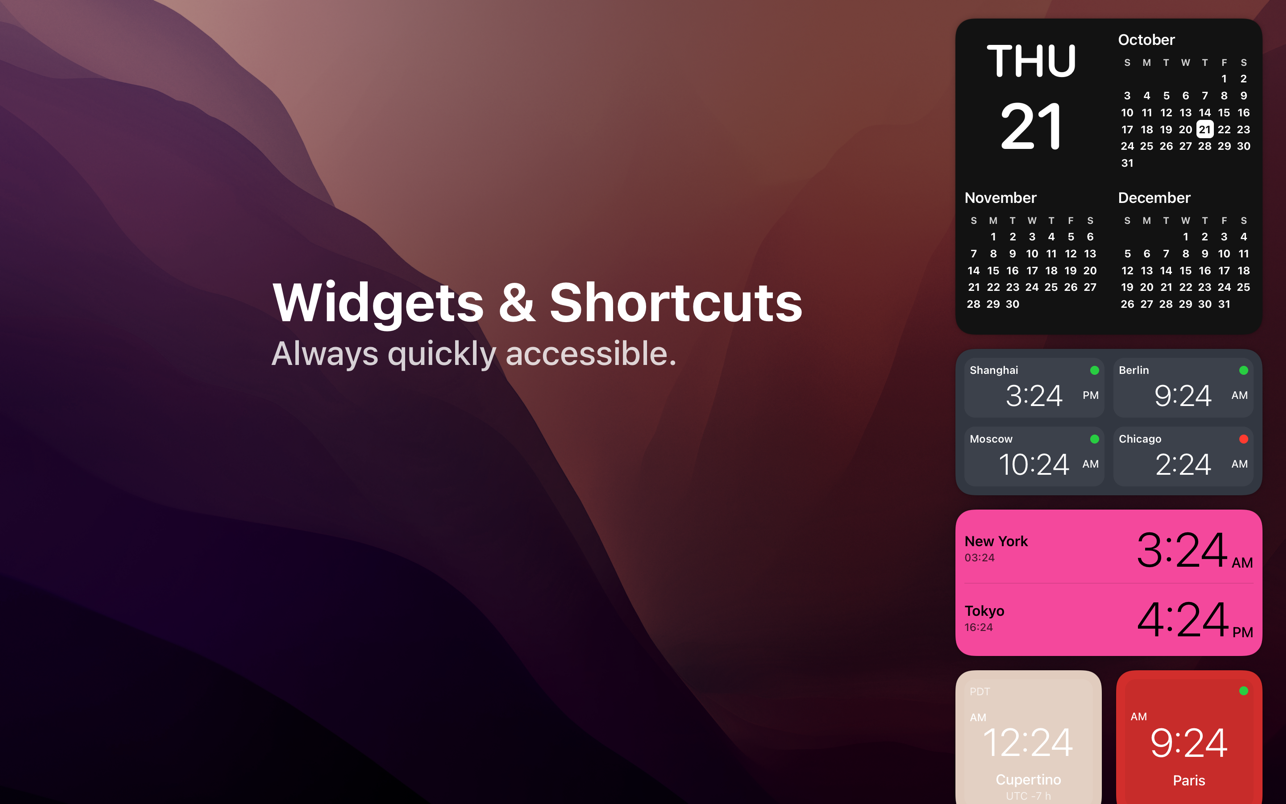 Widgets & Shortcuts
Always quickly accessible.
THU
21
October
S M T W T F S
1 2
3 4 5 6 7 8 9
10 11 12 13 14 15 16
17 18 19 20 21 22 23
24 25 26 27 28 29 30
31
November
S M T W T F S
1 2 3 4 5 6
7 8 9 10 11 12 13
14 15 16 17 18 19 20
21 22 23 24 25 26 27
28 29 30
December
S M T W T F S
1 2 3 4
5 6 7 8 9 10 11
12 13 14 15 16 17 18
19 20 21 22 23 24 25
26 27 28 29 30 31
Shanghai
3:24 PM
Berlin
9:24 AM
Moscow
10:24 AM
Chicago
2:24 AM
New York
03:24
3:24 AM
Tokyo
16:24
4:24 PM
PDT
AM
12:24
Cupertino
UTC -7 h
AM
9:24
Paris